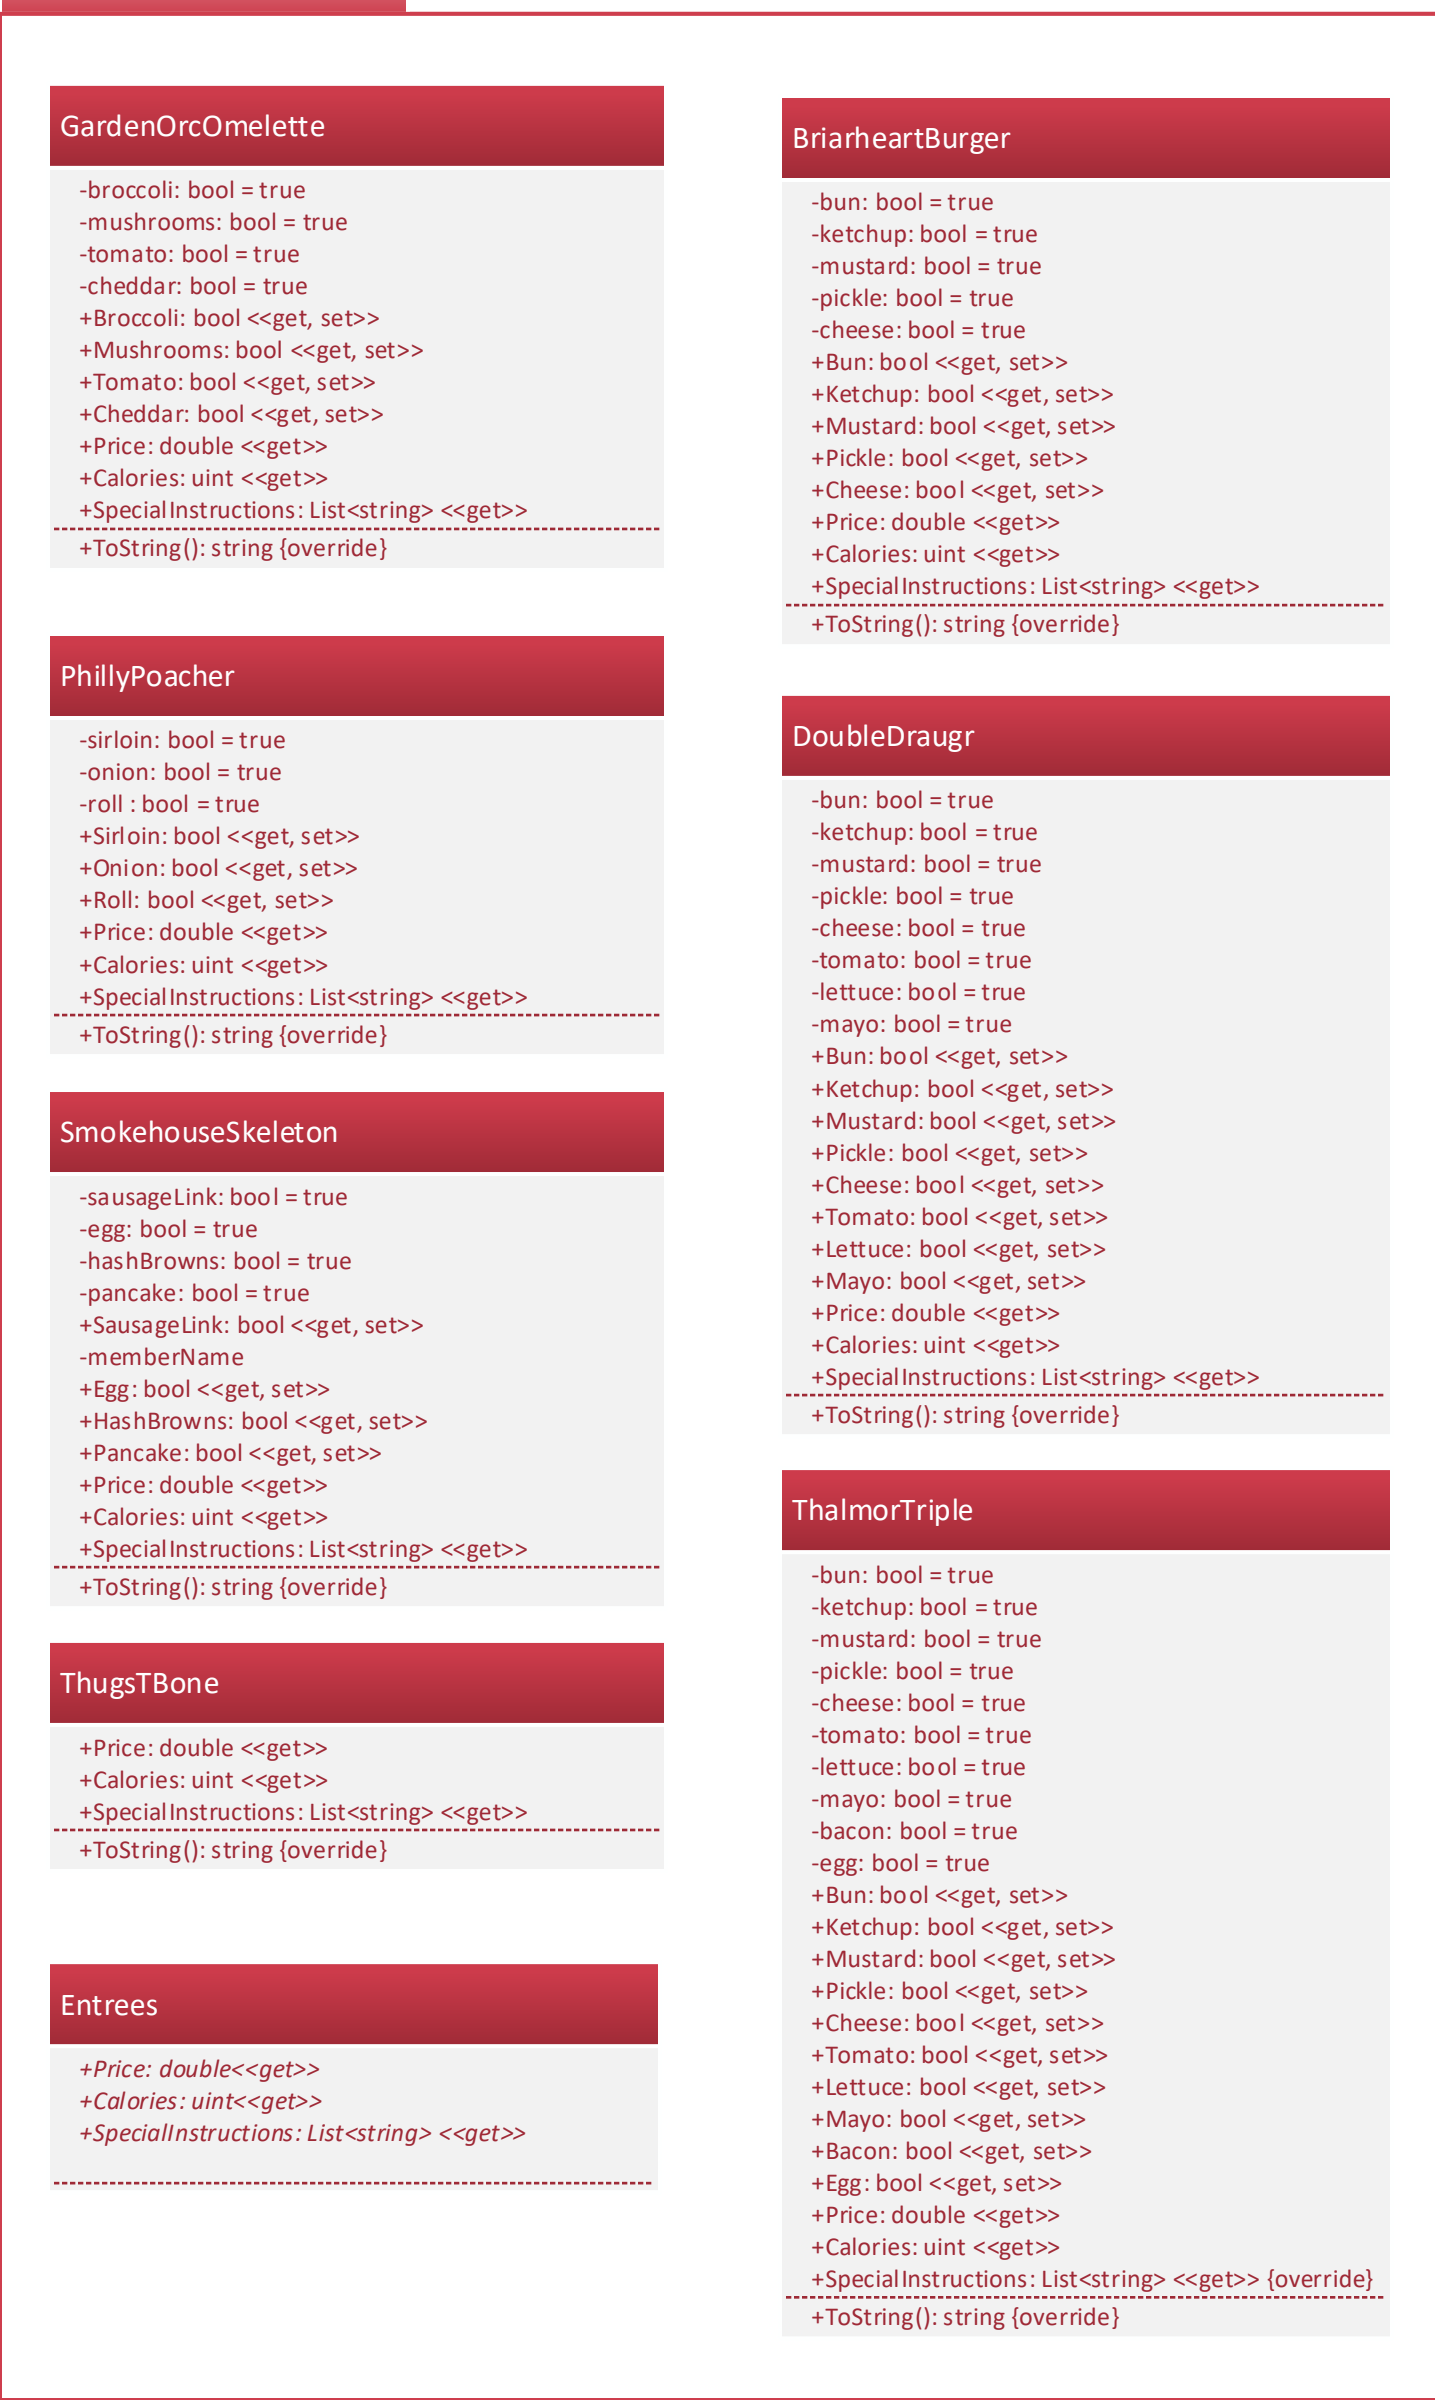 GardenOrcOmelette
-broccoli: bool = true
-mushrooms: bool = true
-tomato: bool = true
-cheddar: bool = true
+Broccoli: bool <<get, set>>
+Mushrooms: bool <<get, set>>
+Tomato: bool <<get, set>>
+Cheddar: bool <<get, set>>
+Price: double <<get>>
+Calories: uint <<get>>
+SpecialInstructions: List<string> <<get>>
+ToString(): string {override}
PhillyPoacher
-sirloin: bool = true
-onion: bool = true
-roll : bool = true
+Sirloin: bool <<get, set>>
+Onion: bool <<get, set>>
+Roll: bool <<get, set>>
+Price: double <<get>>
+Calories: uint <<get>>
+SpecialInstructions: List<string> <<get>>
+ToString(): string {override}
SmokehouseSkeleton
-sausageLink: bool = true
-egg: bool = true
-hashBrowns: bool = true
-pancake: bool = true
+SausageLink: bool <<get, set>>
-memberName
+Egg: bool <<get, set>>
+HashBrowns: bool <<get, set>>
+Pancake: bool <<get, set>>
+Price: double <<get>>
+Calories: uint <<get>>
+SpecialInstructions: List<string> <<get>>
+ToString(): string {override}
ThugsTBone
+Price: double <<get>>
+Calories: uint <<get>>
+SpecialInstructions: List<string> <<get>>
+ToString(): string {override}
Entrees
+Price: double<<get>>
+Calories: uint<<get>>
+SpecialInstructions: List<string> <<get>>
BriarheartBurger
-bun: bool = true
-ketchup: bool = true
-mustard: bool = true
-pickle: bool = true
-cheese: bool = true
+Bun: bool <<get, set>>
+Ketchup: bool <<get, set>>
+Mustard: bool <<get, set>>
+Pickle: bool <<get, set>>
+Cheese: bool <<get, set>>
+Price: double <<get>>
+Calories: uint <<get>>
+SpecialInstructions: List<string> <<get>>
+ToString(): string {override}
DoubleDraugr
-bun: bool = true
-ketchup: bool = true
-mustard: bool = true
-pickle: bool = true
-cheese: bool = true
-tomato: bool = true
-lettuce: bool = true
-mayo: bool = true
+Bun: bool <<get, set>>
+Ketchup: bool <<get, set>>
+Mustard: bool <<get, set>>
+Pickle: bool <<get, set>>
+Cheese: bool <<get, set>>
+Tomato: bool <<get, set>>
+Lettuce: bool <<get, set>>
+Mayo: bool <<get, set>>
+Price: double <<get>>
+Calories: uint <<get>>
+SpecialInstructions: List<string> <<get>>
+ToString(): string {override}
ThalmorTriple
-bun: bool = true
-ketchup: bool = true
-mustard: bool = true
-pickle: bool = true
-cheese: bool = true
-tomato: bool = true
-lettuce: bool = true
-mayo: bool = true
-bacon: bool = true
-egg: bool = true
+Bun: bool <<get, set>>
+Ketchup: bool <<get, set>>
+Mustard: bool <<get, set>>
+Pickle: bool <<get, set>>
+Cheese: bool <<get, set>>
+Tomato: bool <<get, set>>
+Lettuce: bool <<get, set>>
+Mayo: bool <<get, set>>
+Bacon: bool <<get, set>>
+Egg: bool <<get, set>>
+Price: double <<get>>
+Calories: uint <<get>>
+SpecialInstructions: List<string> <<get>> {override}
+ToString(): string {override}